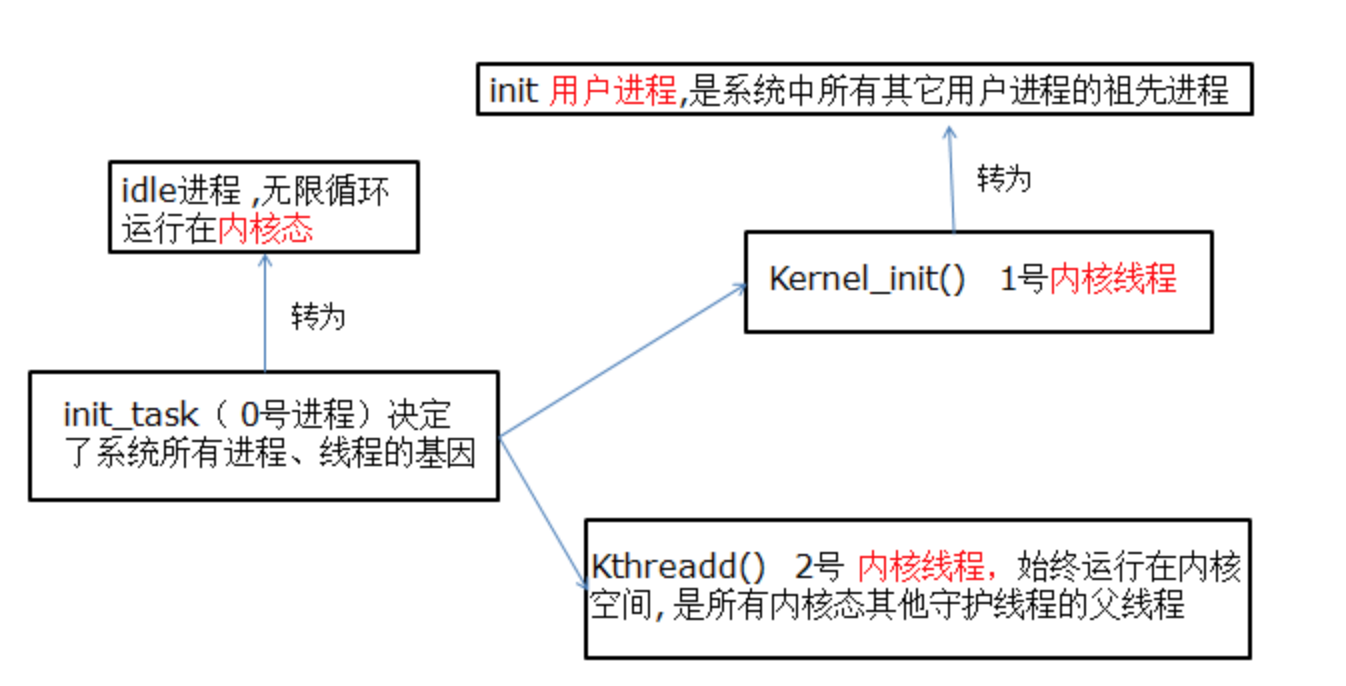 init 用户进程,是系统中所有其它用户进程的祖先进程
转为
idle进程 ,无限循环
运行在内核态
Kernel_init() 1号内核线程
转为
init_task（ 0号进程）决定
了系统所有进程、线程的基因
Kthreadd() 2号 内核线程，始终运行在内核
空间, 是所有内核态其他守护线程的父线程